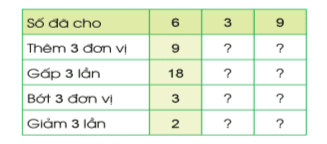 Số đã cho 6 3 9
Thêm 3 đơn vị 9 ? ?
Gấp 3 lần 18 ? ?
Bớt 3 đơn vị 3 ? ?
Giảm 3 lần 2 ? ?